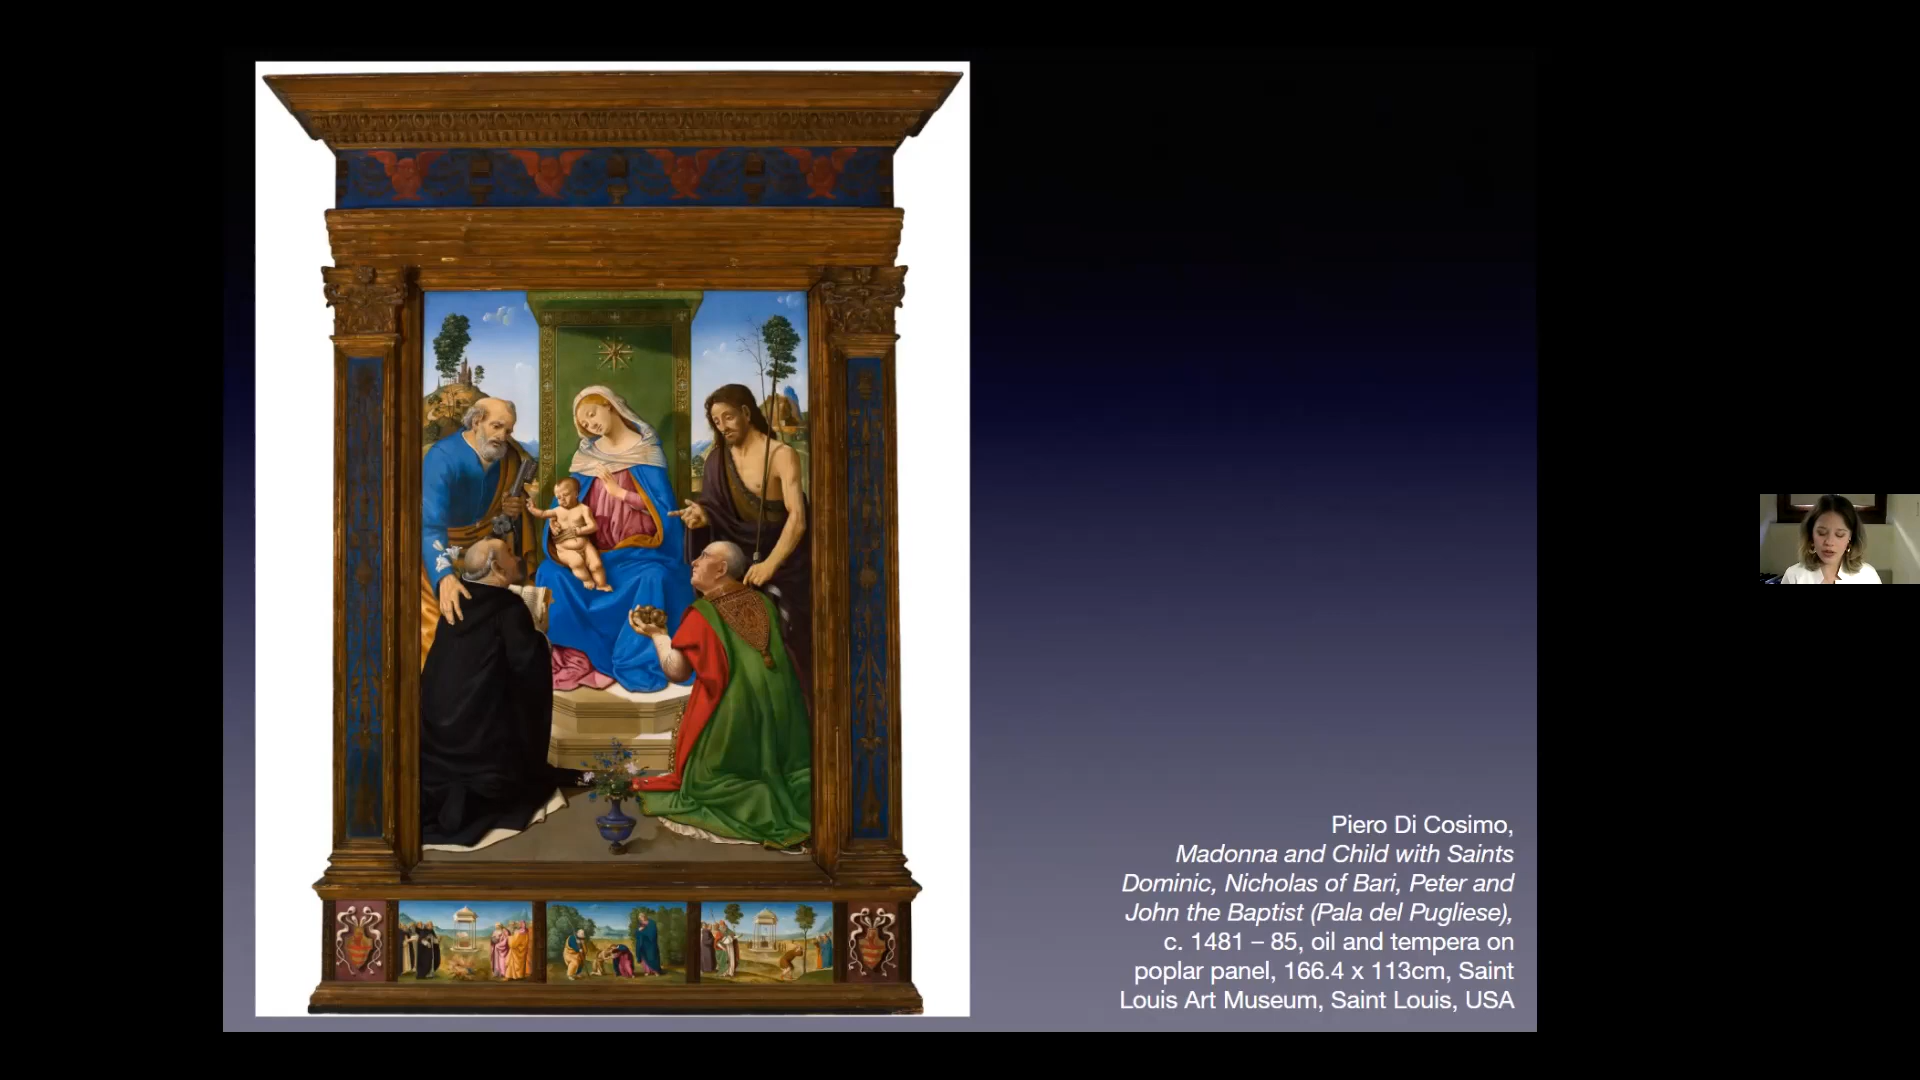 Piero Di Cosimo,
Madonna and Child with Saints
Dominic, Nicholas of Bari, Peter and
John the Baptist (Pala del Pugliese),
c. 1481 – 85, oil and tempera on
poplar panel, 166.4 x 113cm, Saint
Louis Art Museum, Saint Louis, USA